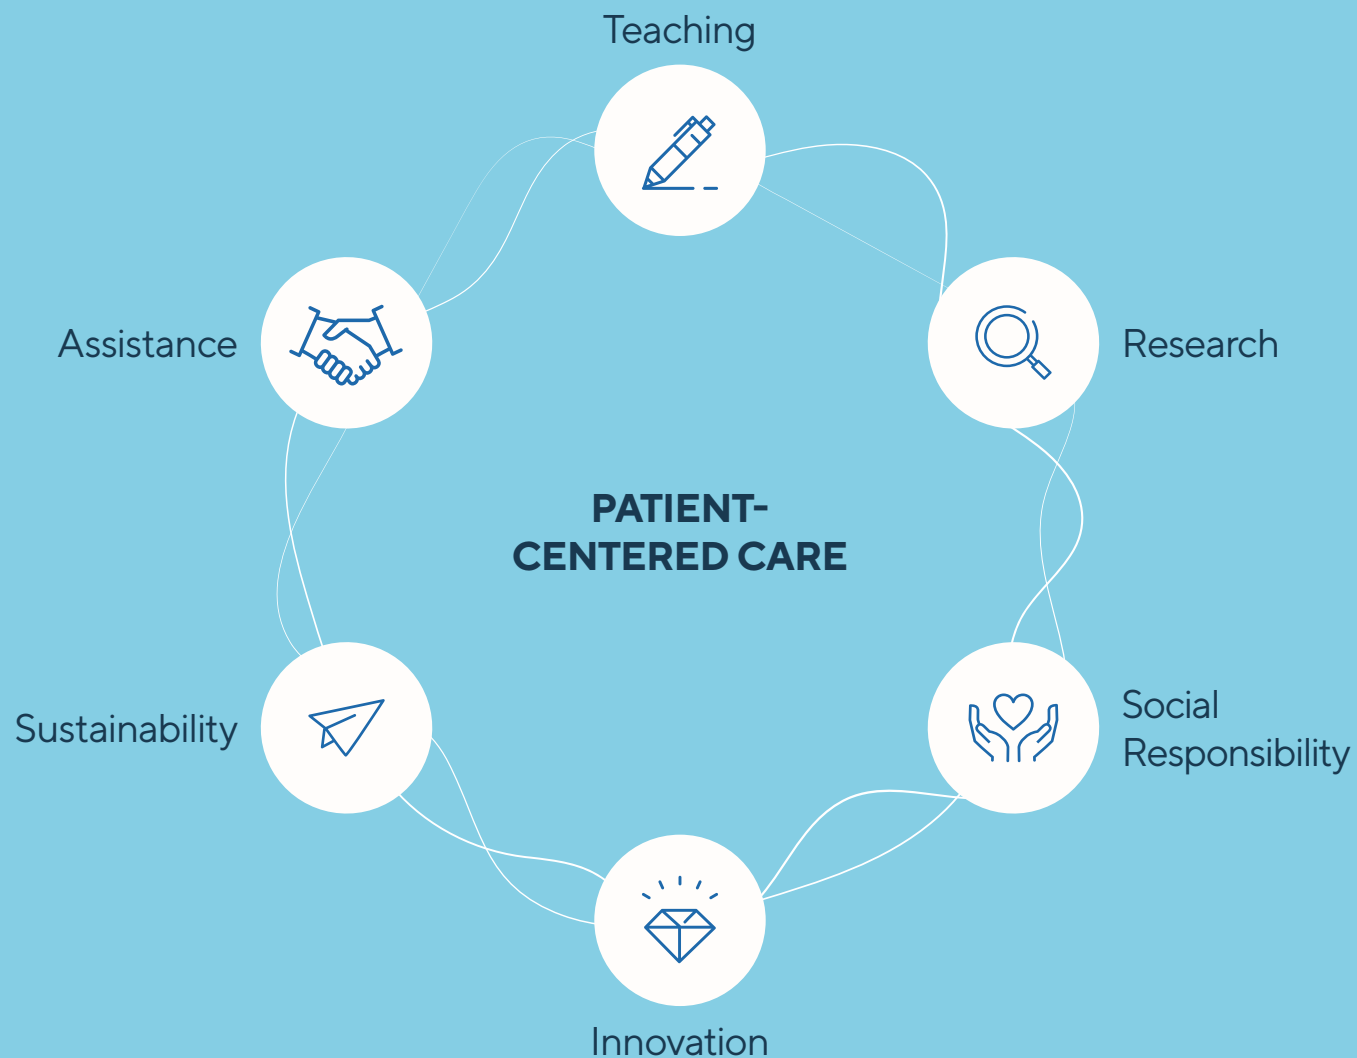 Teaching
Assistance
Research
PATIENT-
CENTERED CARE
Sustainability
Social
Responsibility
Innovation